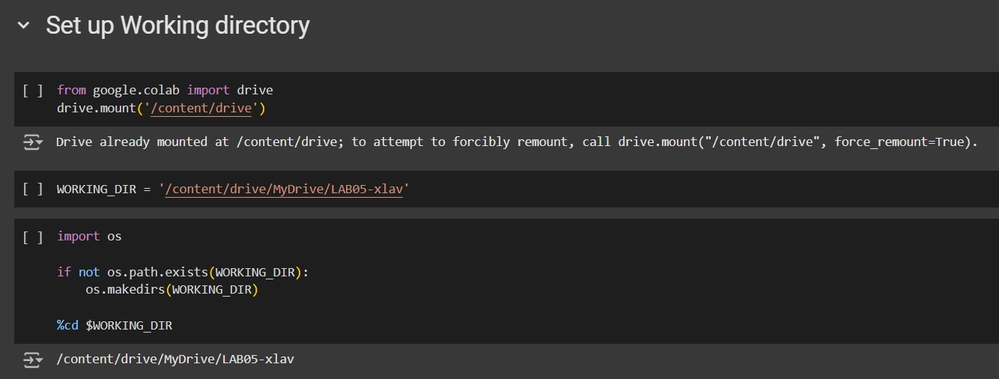 Set up Working directory
[ ] from google.colab import drive
drive.mount('/content/drive')
Drive already mounted at /content/drive; to attempt to forcibly remount, call drive.mount("/content/drive", force_remount=True).
[ ] WORKING_DIR = '/content/drive/MyDrive/LAB05-xlav'
[ ] import os
if not os.path.exists(WORKING_DIR):
    os.makedirs(WORKING_DIR)
%cd $WORKING_DIR
/content/drive/MyDrive/LAB05-xlav